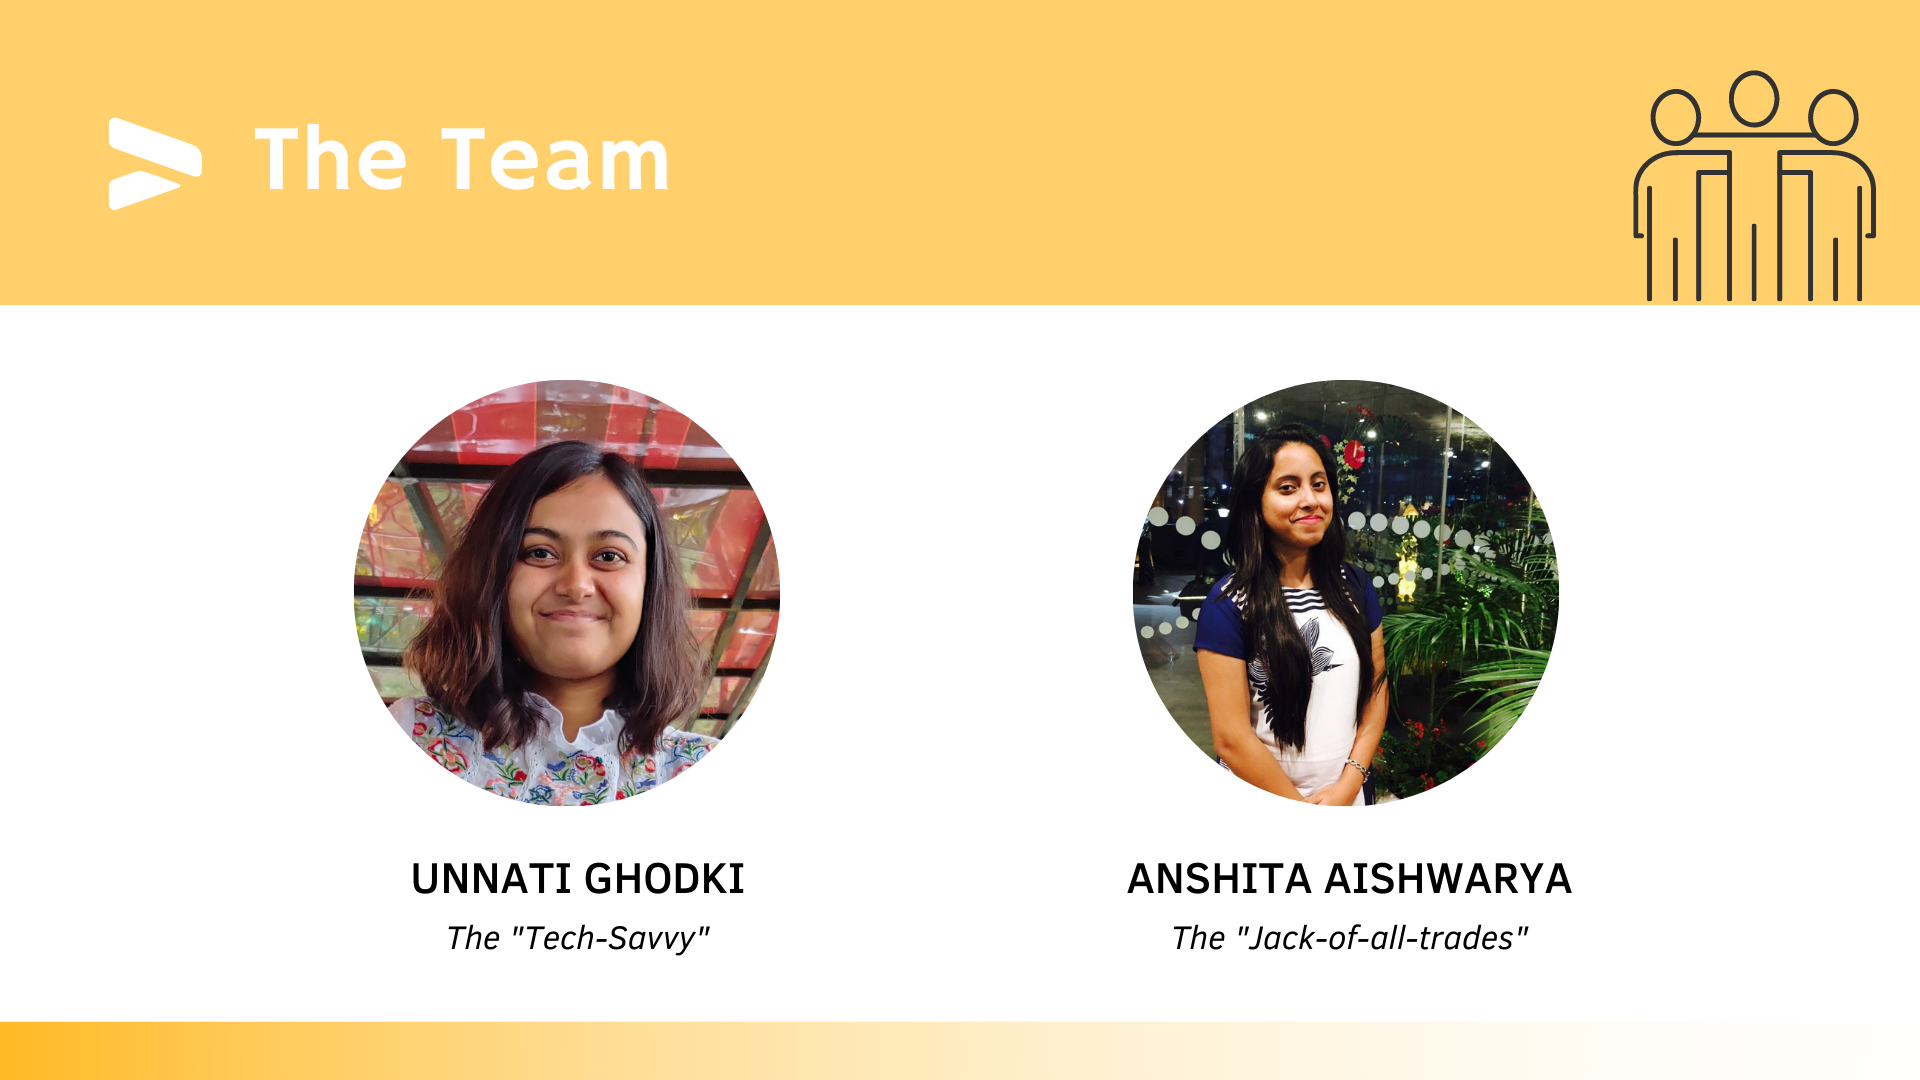 The Team
UNNATI GHODKI
The "Tech-Savvy"
ANSHITA AISHWARYA
The "Jack-of-all-trades"